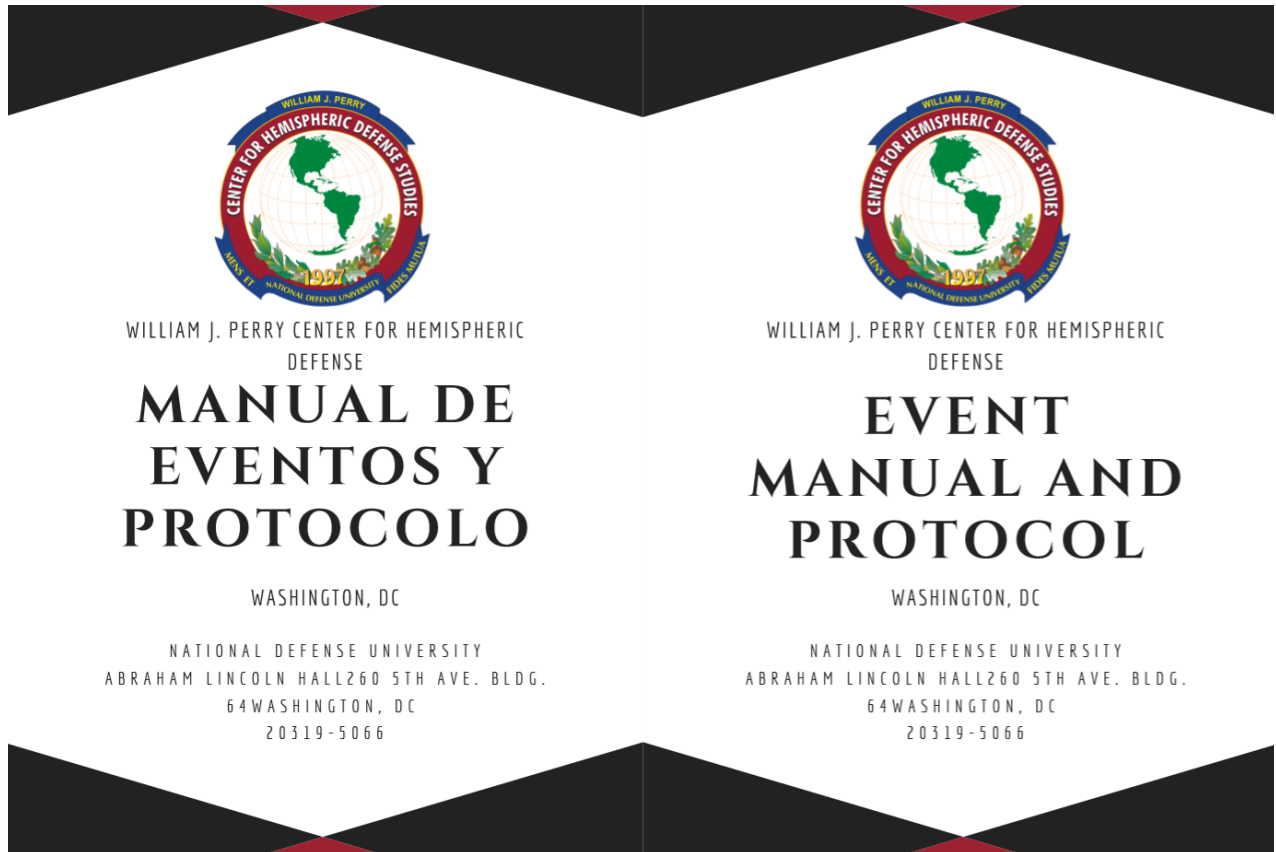 WILLIAM J. PERRY
CENTER FOR HEMISPHERIC DEFENSE STUDIES
1997
MENS ET
NATIONAL DEFENSE UNIVERSITY
FIDES MUTUA
WILLIAM J. PERRY CENTER FOR HEMISPHERIC
DEFENSE
MANUAL DE
EVENTOS Y
PROTOCOLO
WASHINGTON, DC
NATIONAL DEFENSE UNIVERSITY
ABRAHAM LINCOLN HALL260 5TH AVE. BLDG.
64WASHINGTON, DC
20319-5066
WILLIAM J. PERRY
CENTER FOR HEMISPHERIC DEFENSE STUDIES
1997
MENS ET
NATIONAL DEFENSE UNIVERSITY
FIDES MUTUA
WILLIAM J. PERRY CENTER FOR HEMISPHERIC
DEFENSE
EVENT
MANUAL AND
PROTOCOL
WASHINGTON, DC
NATIONAL DEFENSE UNIVERSITY
ABRAHAM LINCOLN HALL260 5TH AVE. BLDG.
64WASHINGTON, DC
20319-5066